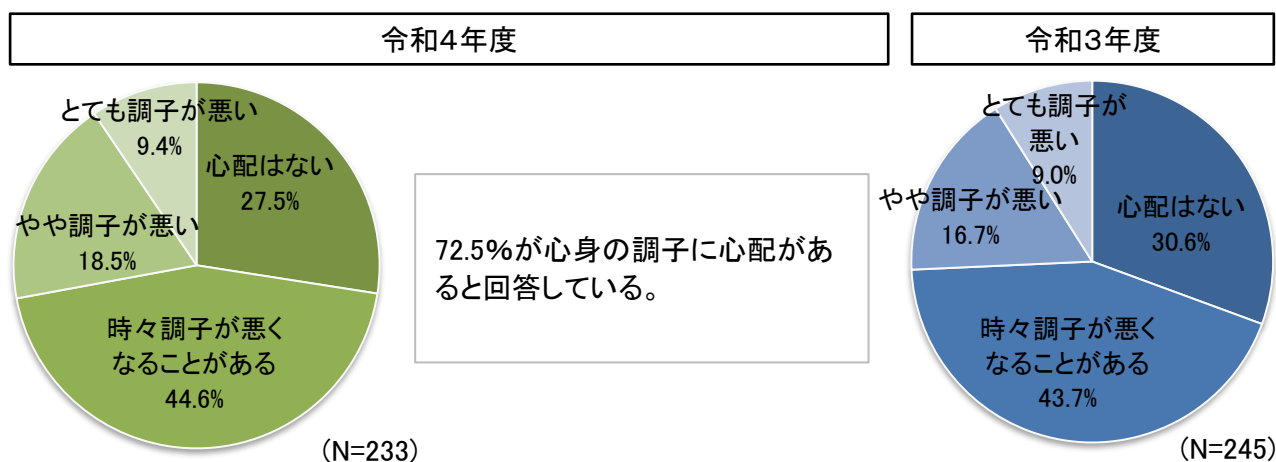 令和4年度
とても調子が悪い
9.4%
心配はない
27.5%
やや調子が悪い
18.5%
時々調子が悪く
なることがある
44.6%
(N=233)
72.5%が心身の調子に心配があ
ると回答している。
令和3年度
とても調子が
悪い
9.0%
心配はない
30.6%
やや調子が悪い
16.7%
時々調子が悪く
なることがある
43.7%
(N=245)